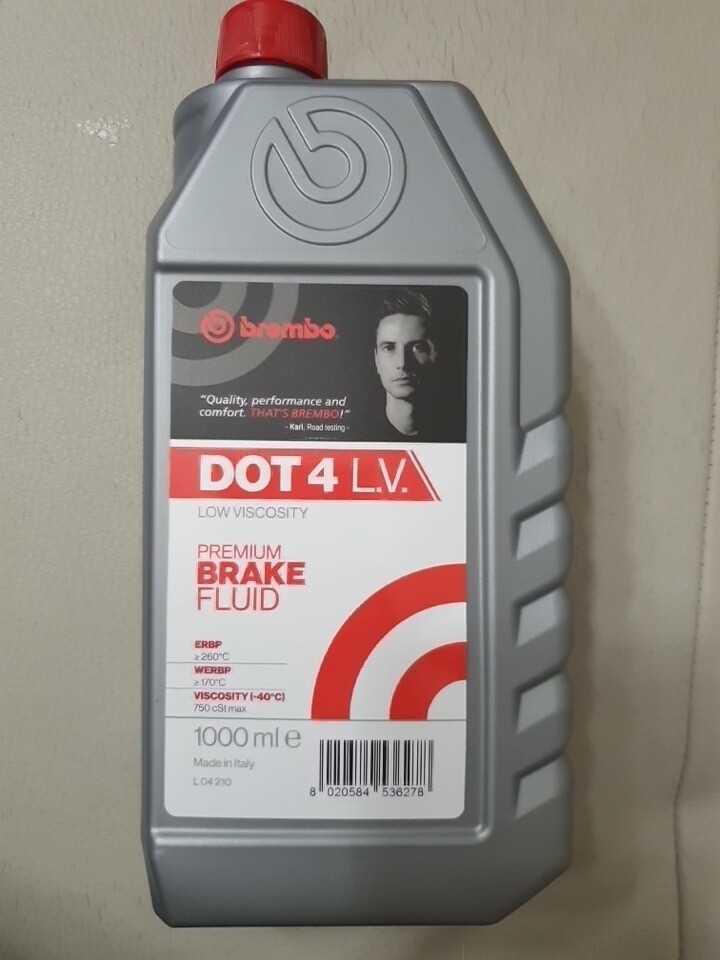 brembo
"Quality, performance and
comfort. THAT'S BREMBO!"
- Karl, Road testing -
DOT 4 L.V.
LOW VISCOSITY
PREMIUM
BRAKE
FLUID
ERBP
≥260°C
WERBP
≥170°C
VISCOSITY (-40°C)
750 cSt max
1000 ml e
Made in Italy
L 04 210
8 020584 536278